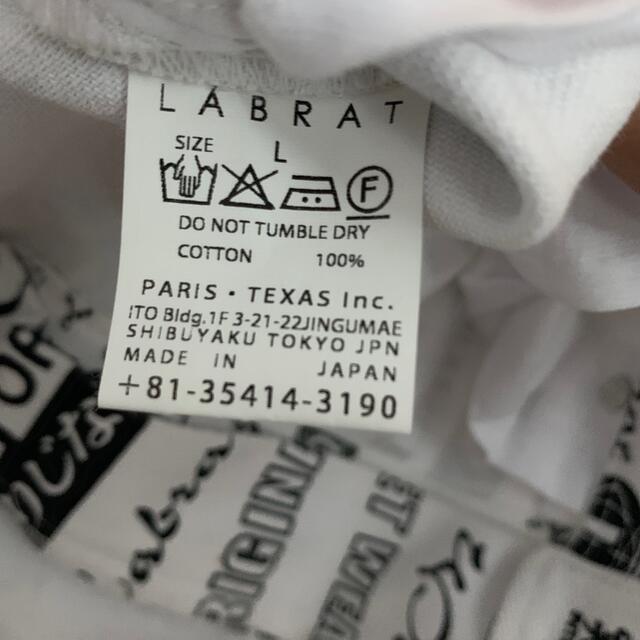 LABRAT
SIZE L
F
DO NOT TUMBLE DRY
COTTON 100%
PARIS・TEXAS Inc.
ITO Bldg.1F 3-21-22JINGUMAE
SHIBUYAKU TOKYO JPN
MADE IN JAPAN
+81-35414-3190